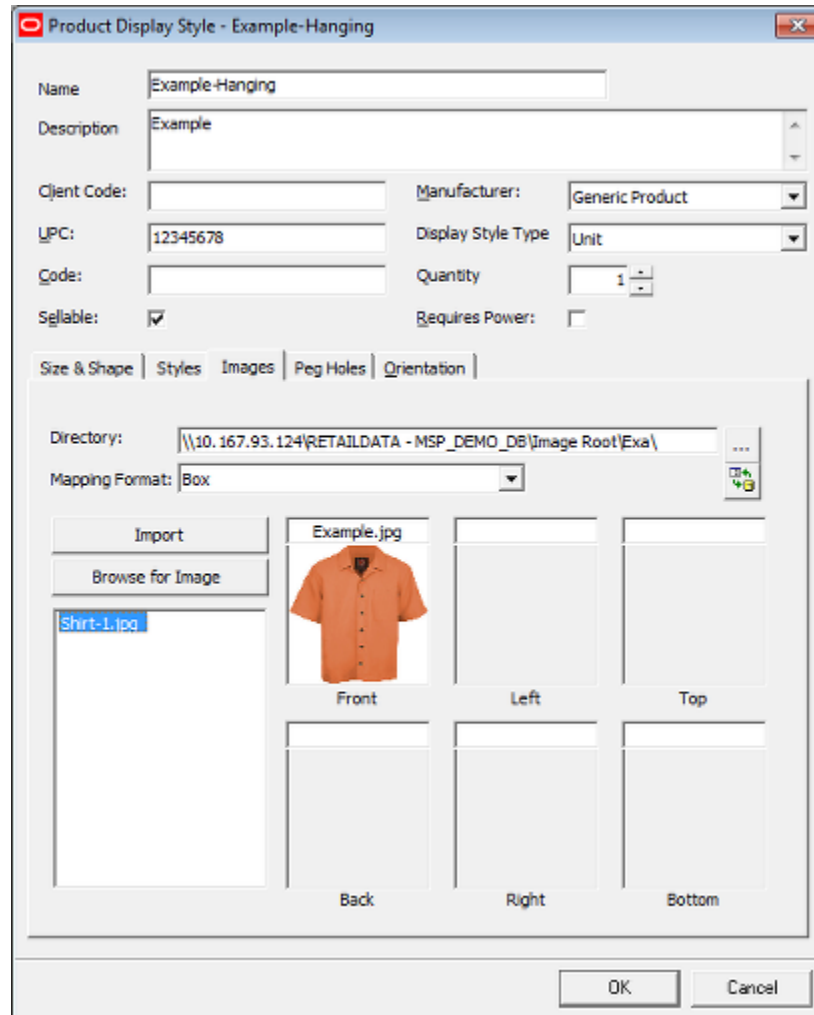 Product Display Style - Example-Hanging
Name Example-Hanging
Description Example
Client Code: Manufacturer: Generic Product
UPC: 12345678 Display Style Type Unit
Code: Quantity 1
Sellable: Requires Power:
Size & Shape Styles Images Peg Holes Orientation
Directory: \\10.167.93.124\RETAILDATA - MSP_DEMO_DB\Image Root\Exa\ ...
Mapping Format: Box
Import Example.jpg
Browse for Image
Shirt-1.jpg
Front Left Top
Back Right Bottom
OK Cancel